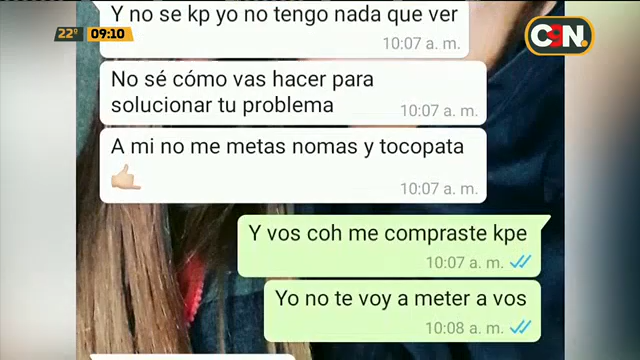 22º 09:10
C9N.
Y no se kp yo no tengo nada que ver
10:07 a. m.
No sé cómo vas hacer para
solucionar tu problema
10:07 a. m.
A mi no me metas nomas y tocopata
10:07 a. m.
Y vos coh me compraste kpe
10:07 a. m.
Yo no te voy a meter a vos
10:08 a. m.